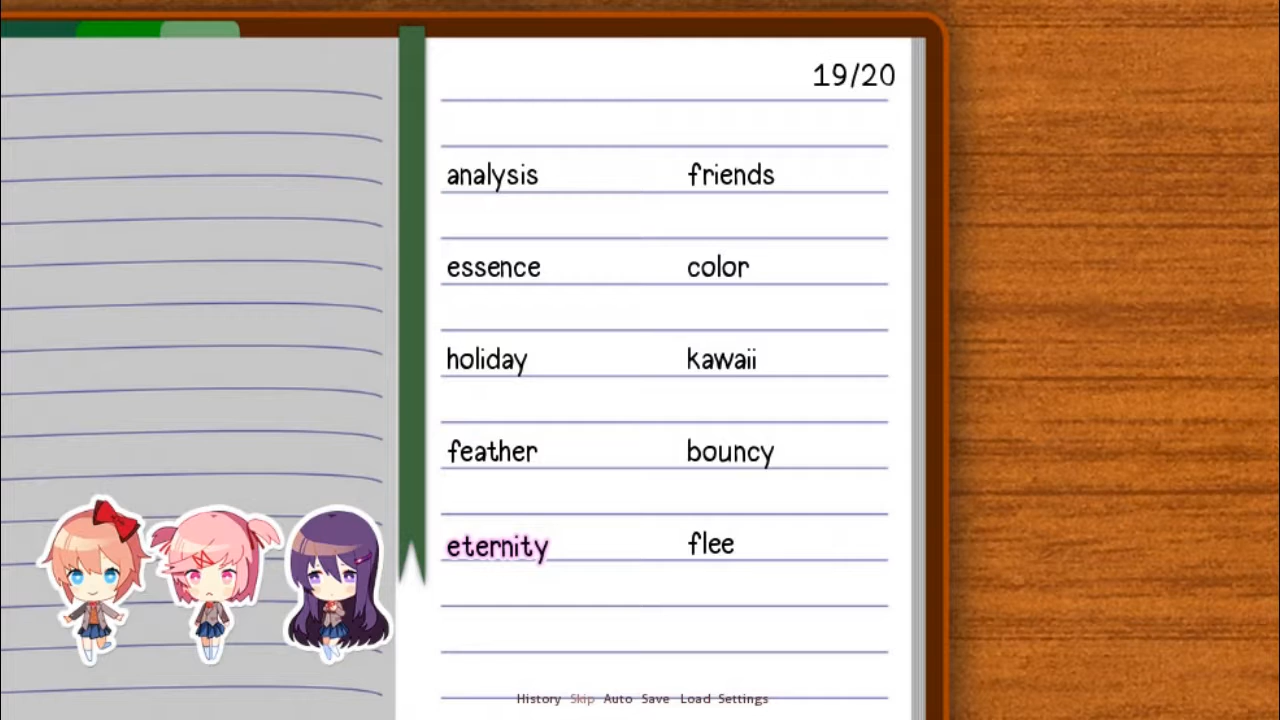 19/20
analysis friends
essence color
holiday kawaii
feather bouncy
eternity flee
History Skip Auto Save Load Settings